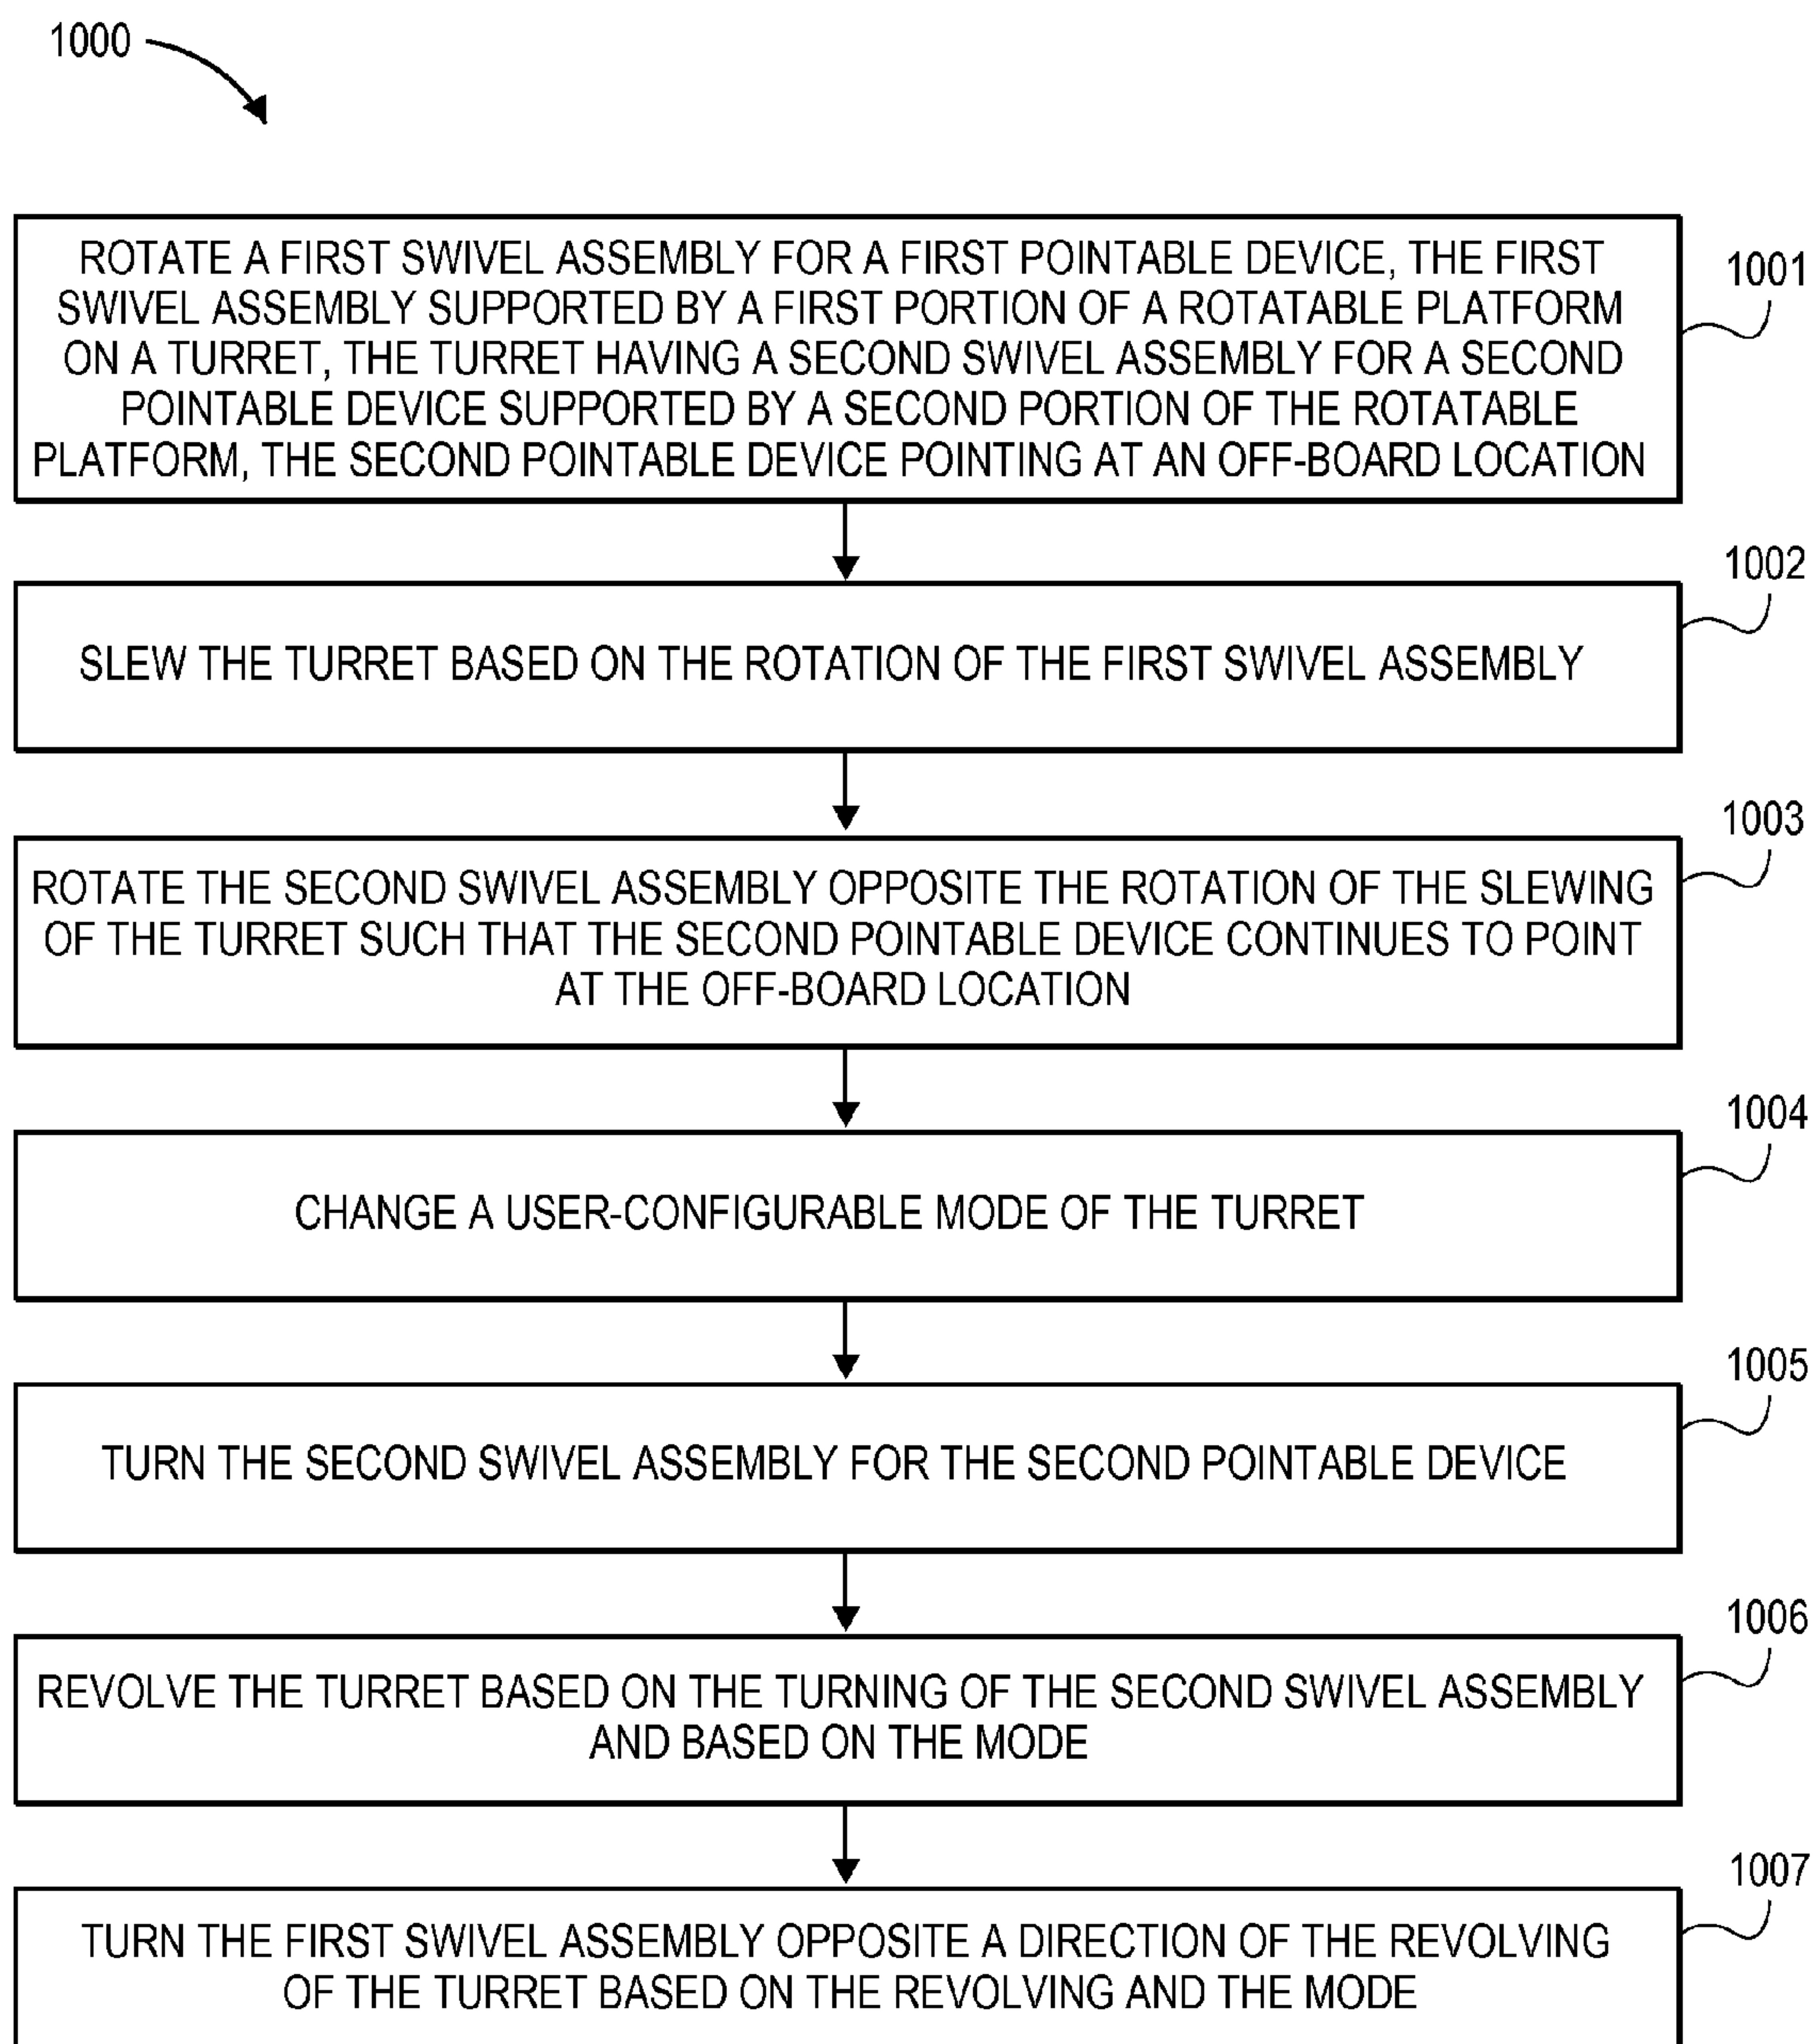 1000
ROTATE A FIRST SWIVEL ASSEMBLY FOR A FIRST POINTABLE DEVICE, THE FIRST
SWIVEL ASSEMBLY SUPPORTED BY A FIRST PORTION OF A ROTATABLE PLATFORM
ON A TURRET, THE TURRET HAVING A SECOND SWIVEL ASSEMBLY FOR A SECOND
POINTABLE DEVICE SUPPORTED BY A SECOND PORTION OF THE ROTATABLE
PLATFORM, THE SECOND POINTABLE DEVICE POINTING AT AN OFF-BOARD LOCATION
1001
SLEW THE TURRET BASED ON THE ROTATION OF THE FIRST SWIVEL ASSEMBLY
1002
ROTATE THE SECOND SWIVEL ASSEMBLY OPPOSITE THE ROTATION OF THE SLEWING
OF THE TURRET SUCH THAT THE SECOND POINTABLE DEVICE CONTINUES TO POINT
AT THE OFF-BOARD LOCATION
1003
CHANGE A USER-CONFIGURABLE MODE OF THE TURRET
1004
TURN THE SECOND SWIVEL ASSEMBLY FOR THE SECOND POINTABLE DEVICE
1005
REVOLVE THE TURRET BASED ON THE TURNING OF THE SECOND SWIVEL ASSEMBLY
AND BASED ON THE MODE
1006
TURN THE FIRST SWIVEL ASSEMBLY OPPOSITE A DIRECTION OF THE REVOLVING
OF THE TURRET BASED ON THE REVOLVING AND THE MODE
1007